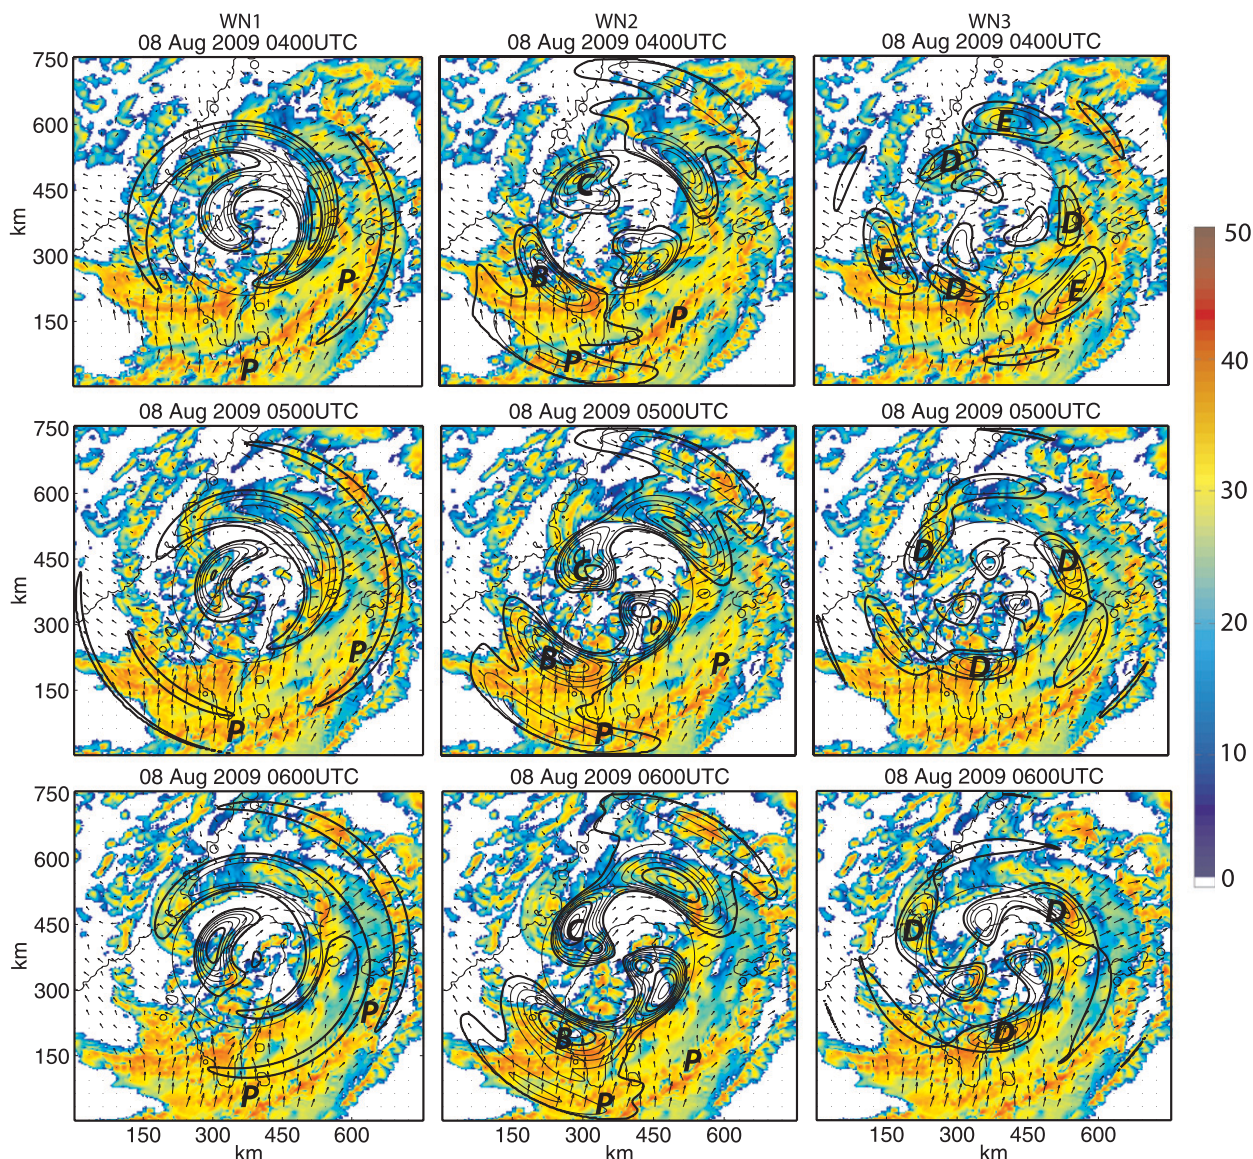 WN1 WN2 WN3
08 Aug 2009 0400UTC 08 Aug 2009 0400UTC 08 Aug 2009 0400UTC
750
600 E
D
450 C
km D
300 E
P B D E
P
150
P P
50
40
30
20
10
0
08 Aug 2009 0500UTC 08 Aug 2009 0500UTC 08 Aug 2009 0500UTC
750
600
450 C D D
km
300
P B P D
150
P P
08 Aug 2009 0600UTC 08 Aug 2009 0600UTC 08 Aug 2009 0600UTC
750
600
450 C D D
km
300
P
150 B P D
P P
150 300 450 600 150 300 450 600 150 300 450 600
km km km